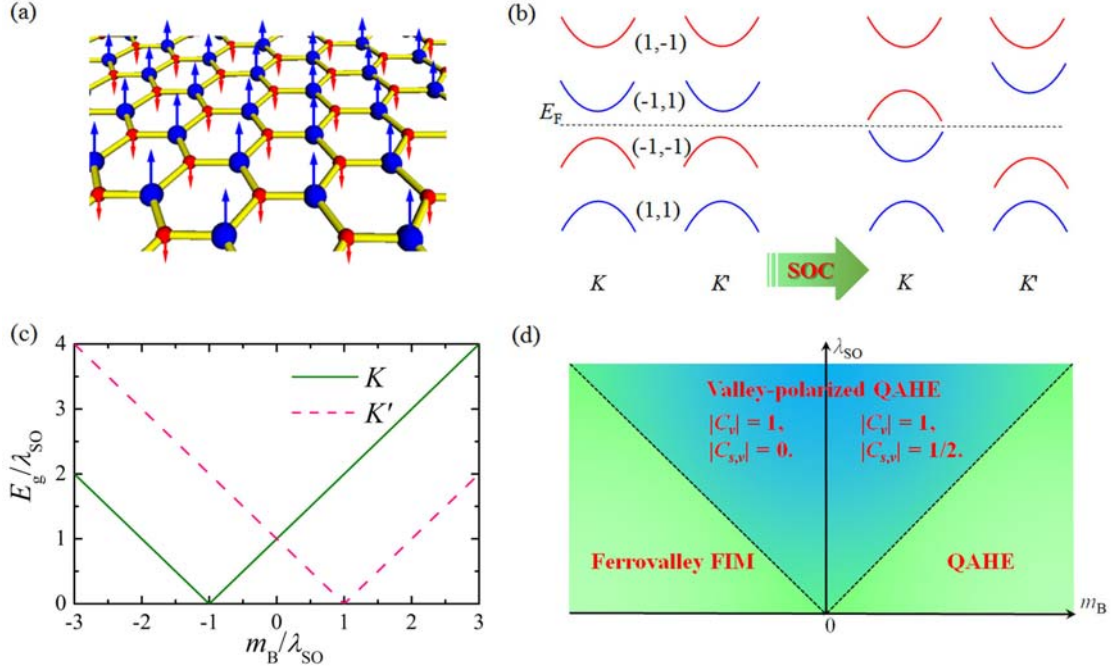 (a)
(b)
(1,-1)
(-1,1)
E_F
(-1,-1)
(1,1)
SOC
K
K'
K
K'
(c)
4
3
2
1
0
E_g/λ_SO
K
K'
-3
-2
-1
0
1
2
3
m_B/λ_SO
(d)
λ_SO
Valley-polarized QAHE
|C_v| = 1,
|C_s,v| = 0.
|C_v| = 1,
|C_s,v| = 1/2.
Ferrovalley FIM
QAHE
m_B
0